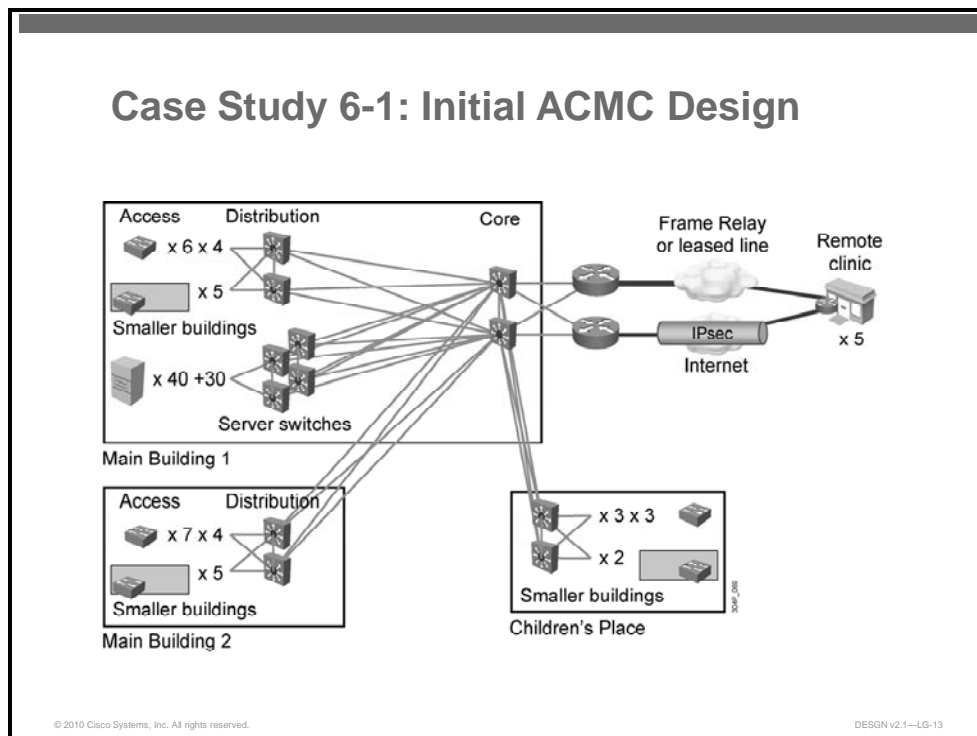 Case Study 6-1: Initial ACMC Design
Access
Distribution
Core
x 6 x 4
x 5
Smaller buildings
x 40 +30
Server switches
Main Building 1
Frame Relay
or leased line
Remote
clinic
IPsec
Internet
x 5
Access
Distribution
x 7 x 4
x 5
Smaller buildings
Main Building 2
x 3 x 3
x 2
Smaller buildings
Children's Place
© 2010 Cisco Systems, Inc. All rights reserved.
DESGN v2.1—LG-13